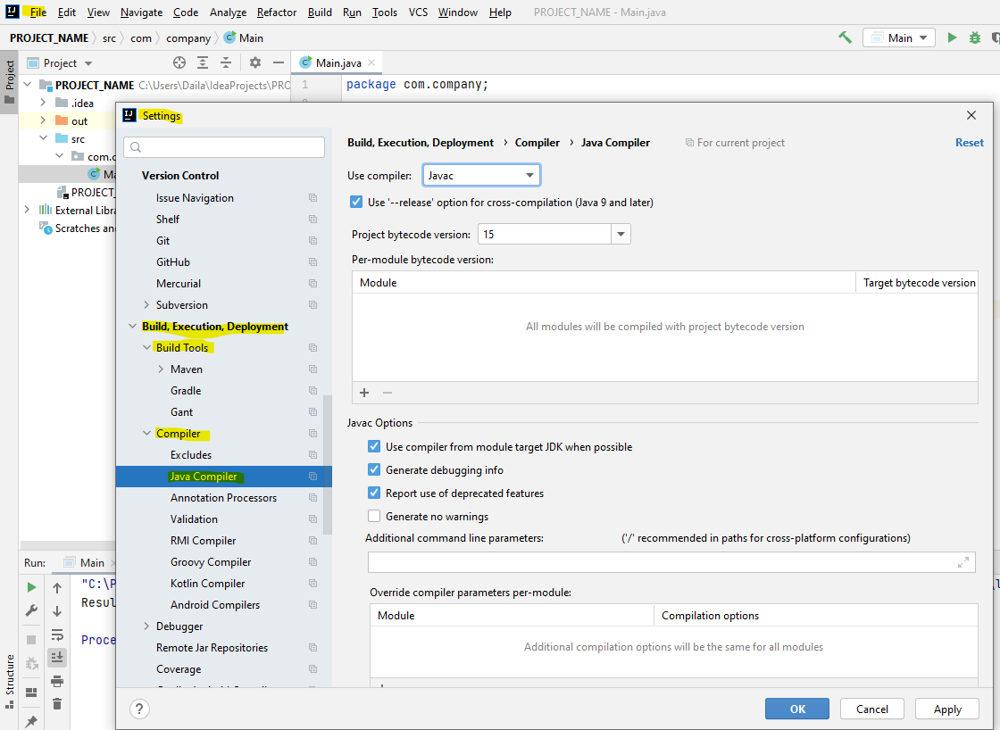 File Edit View Navigate Code Analyze Refactor Build Run Tools VCS Window Help PROJECT_NAME - Main.java
PROJECT_NAME src com company Main
Main
Project
Project
Main.java
PROJECT_NAME C:\Users\Daila\IdeaProjects\PRO
1 package com.company;
.idea
out
src
com.c
Ma
PROJECT_
External Libra
Scratches and
Settings
Version Control
Issue Navigation
Shelf
Git
GitHub
Mercurial
Subversion
Build, Execution, Deployment
Build Tools
Maven
Gradle
Gant
Compiler
Excludes
Java Compiler
Annotation Processors
Validation
RMI Compiler
Groovy Compiler
Kotlin Compiler
Android Compilers
Debugger
Remote Jar Repositories
Coverage
Build, Execution, Deployment › Compiler › Java Compiler For current project Reset
Use compiler: Javac
Use '--release' option for cross-compilation (Java 9 and later)
Project bytecode version: 15
Per-module bytecode version:
Module Target bytecode version
All modules will be compiled with project bytecode version
Javac Options
Use compiler from module target JDK when possible
Generate debugging info
Report use of deprecated features
Generate no warnings
Additional command line parameters: ('/' recommended in paths for cross-platform configurations)
Override compiler parameters per-module:
Module Compilation options
Additional compilation options will be the same for all modules
? OK Cancel Apply
Run: Main
"C:\P
Resul
Proce
Structure